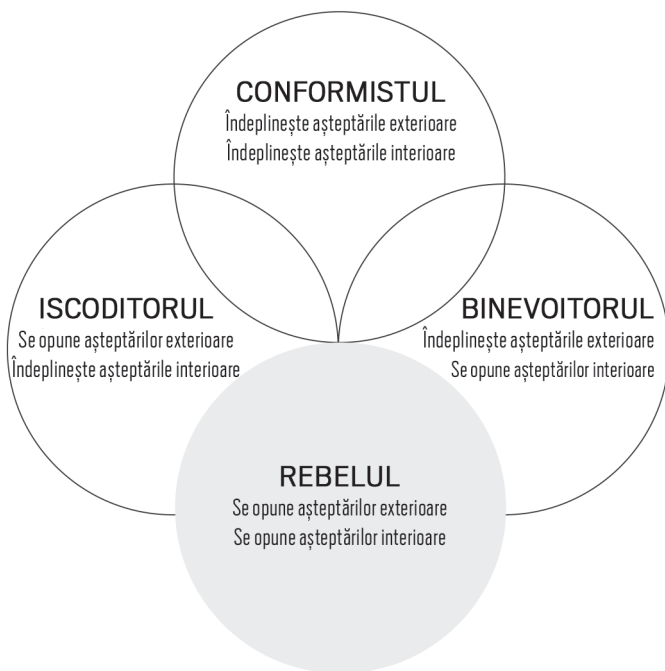 CONFORMISTUL
Îndeplinește așteptările exterioare
Îndeplinește așteptările interioare
ISCODITORUL
Se opune așteptărilor exterioare
Îndeplinește așteptările interioare
BINEVOITORUL
Îndeplinește așteptările exterioare
Se opune așteptărilor interioare
REBELUL
Se opune așteptărilor exterioare
Se opune așteptărilor interioare